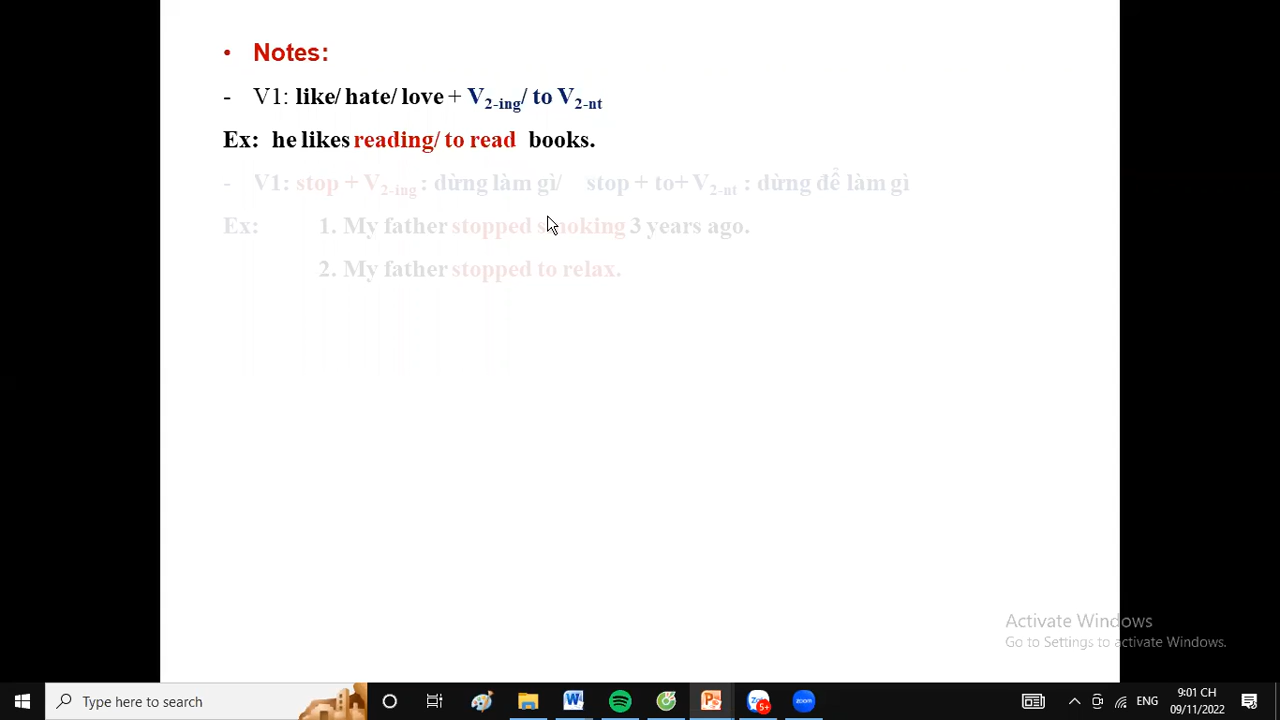 • Notes:
- V1: like/ hate/ love + V2-ing/ to V2-nt
Ex: he likes reading/ to read books.
- V1: stop + V2-ing : dừng làm gì/ stop + to+ V2-nt : dừng để làm gì
Ex: 1. My father stopped smoking 3 years ago.
2. My father stopped to relax.
Activate Windows
Go to Settings to activate Windows.
Type here to search
5+
zoom
ENG
9:01 CH
09/11/2022